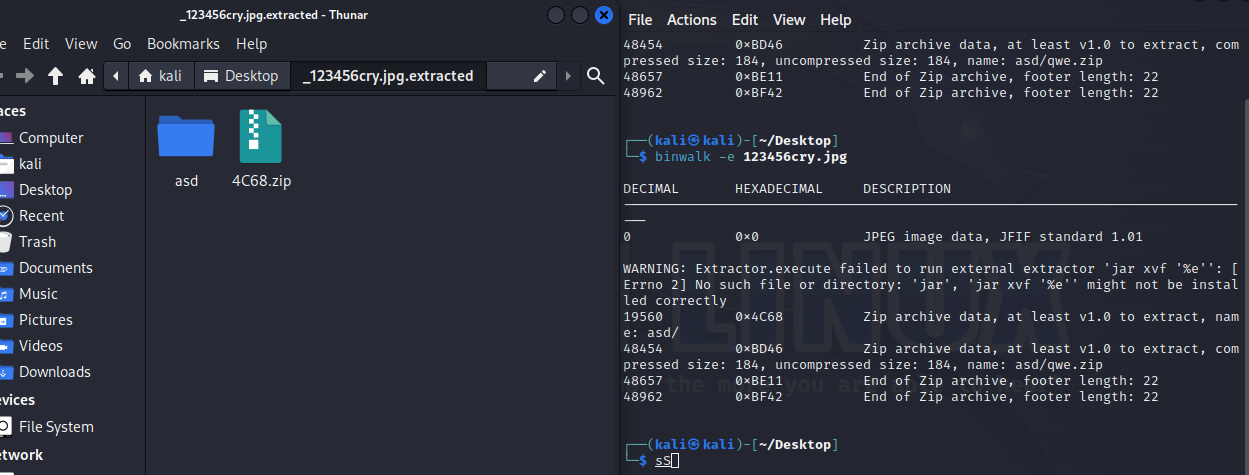 _123456cry.jpg.extracted - Thunar
e Edit View Go Bookmarks Help
kali Desktop _123456cry.jpg.extracted
aces
Computer
kali
Desktop
Recent
Trash
Documents
Music
Pictures
Videos
Downloads
evices
File System
etwork
asd
4C68.zip
File Actions Edit View Help
48454 0×BD46 Zip archive data, at least v1.0 to extract, com
pressed size: 184, uncompressed size: 184, name: asd/qwe.zip
48657 0×BE11 End of Zip archive, footer length: 22
48962 0×BF42 End of Zip archive, footer length: 22
┌──(kali㉿kali)-[~/Desktop]
└─$ binwalk -e 123456cry.jpg
DECIMAL HEXADECIMAL DESCRIPTION
0 0×0 JPEG image data, JFIF standard 1.01
WARNING: Extractor.execute failed to run external extractor 'jar xvf '%e'': [
Errno 2] No such file or directory: 'jar', 'jar xvf '%e'' might not be instal
led correctly
19560 0×4C68 Zip archive data, at least v1.0 to extract, nam
e: asd/
48454 0×BD46 Zip archive data, at least v1.0 to extract, com
pressed size: 184, uncompressed size: 184, name: asd/qwe.zip
48657 0×BE11 End of Zip archive, footer length: 22
48962 0×BF42 End of Zip archive, footer length: 22
┌──(kali㉿kali)-[~/Desktop]
└─$ sS